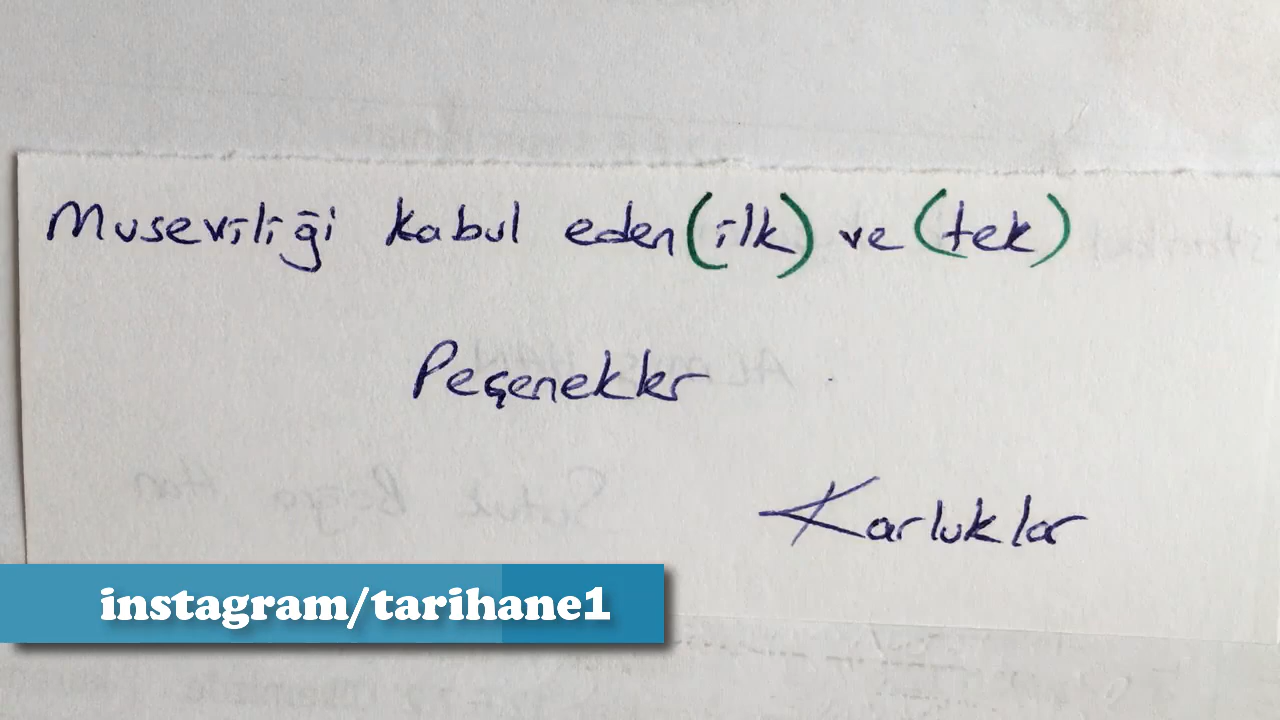 Museviliği kabul eden (ilk) ve (tek)
Peçenekler
Karluklar
instagram/tarihane1